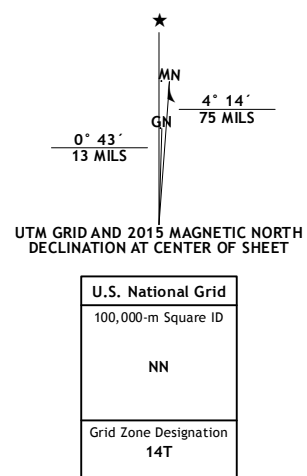 ★
MN
4° 14´
75 MILS
GN
0° 43´
13 MILS
UTM GRID AND 2015 MAGNETIC NORTH
DECLINATION AT CENTER OF SHEET
U.S. National Grid
100,000-m Square ID
NN
Grid Zone Designation
14T